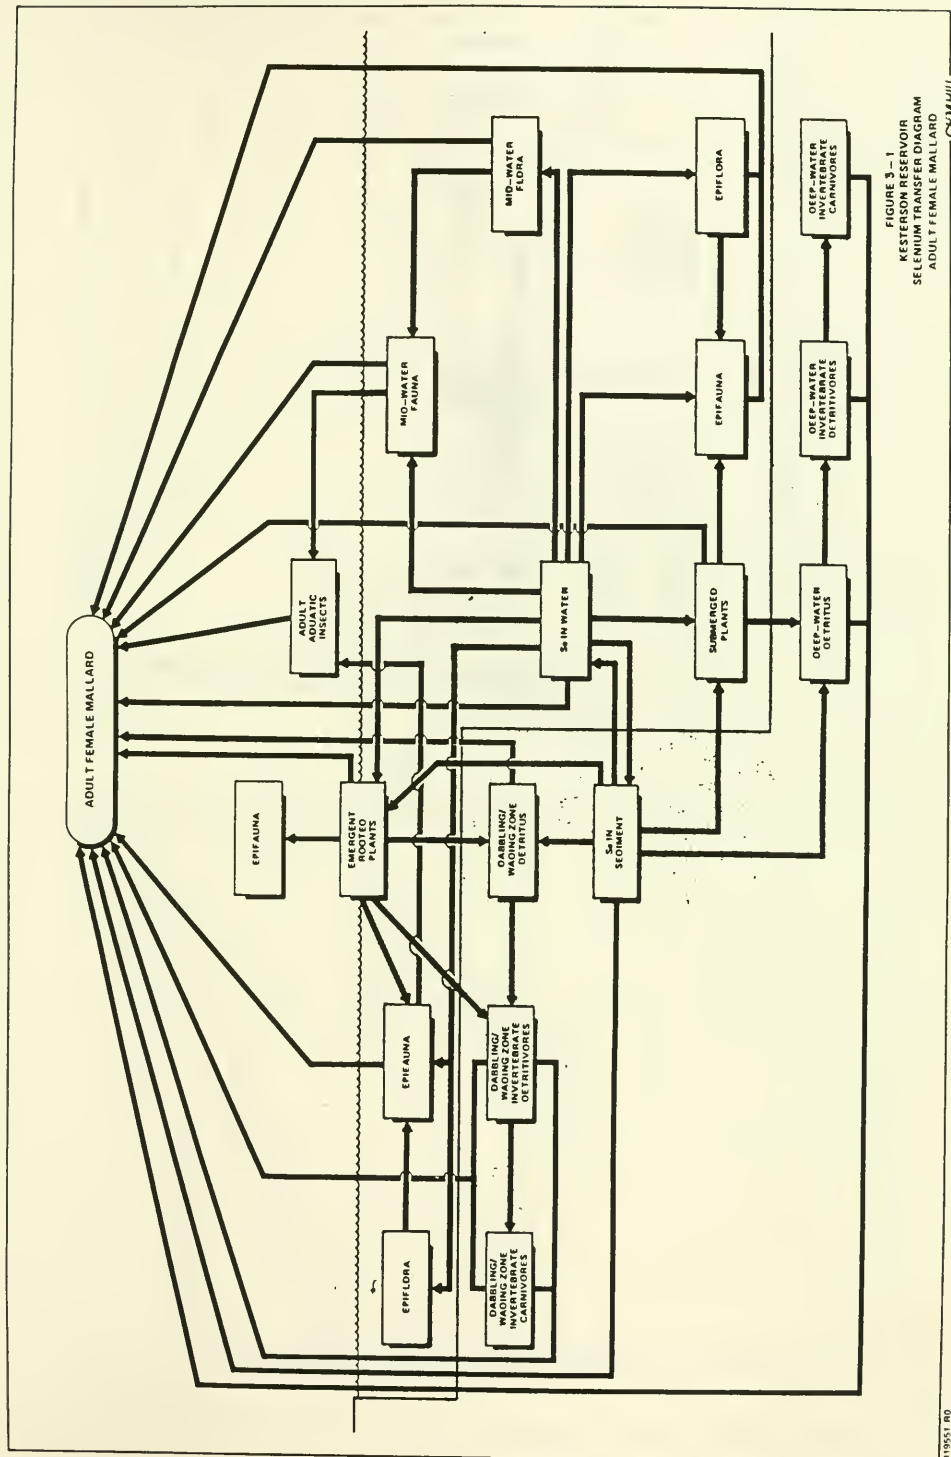 ADULT FEMALE MALLARD
EPIFAUNA
ADULT
AQUATIC
INSECTS
EMERGENT
ROOTED
PLANTS
EPIFLORA
EPIFAUNA
MID-WATER
FAUNA
MID-WATER
FLORA
DABBLING/
WADING ZONE
INVERTEBRATE
CARNIVORES
DABBLING/
WADING ZONE
INVERTEBRATE
DETRITIVORES
DABBLING/
WADING ZONE
DETRITUS
Se IN WATER
Se IN
SEDIMENT
SUBMERGED
PLANTS
EPIFAUNA
EPIFLORA
DEEP-WATER
DETRITUS
DEEP-WATER
INVERTEBRATE
DETRITIVORES
DEEP-WATER
INVERTEBRATE
CARNIVORES
FIGURE 3-1
KESTERSON RESERVOIR
SELENIUM TRANSFER DIAGRAM
ADULT FEMALE MALLARD